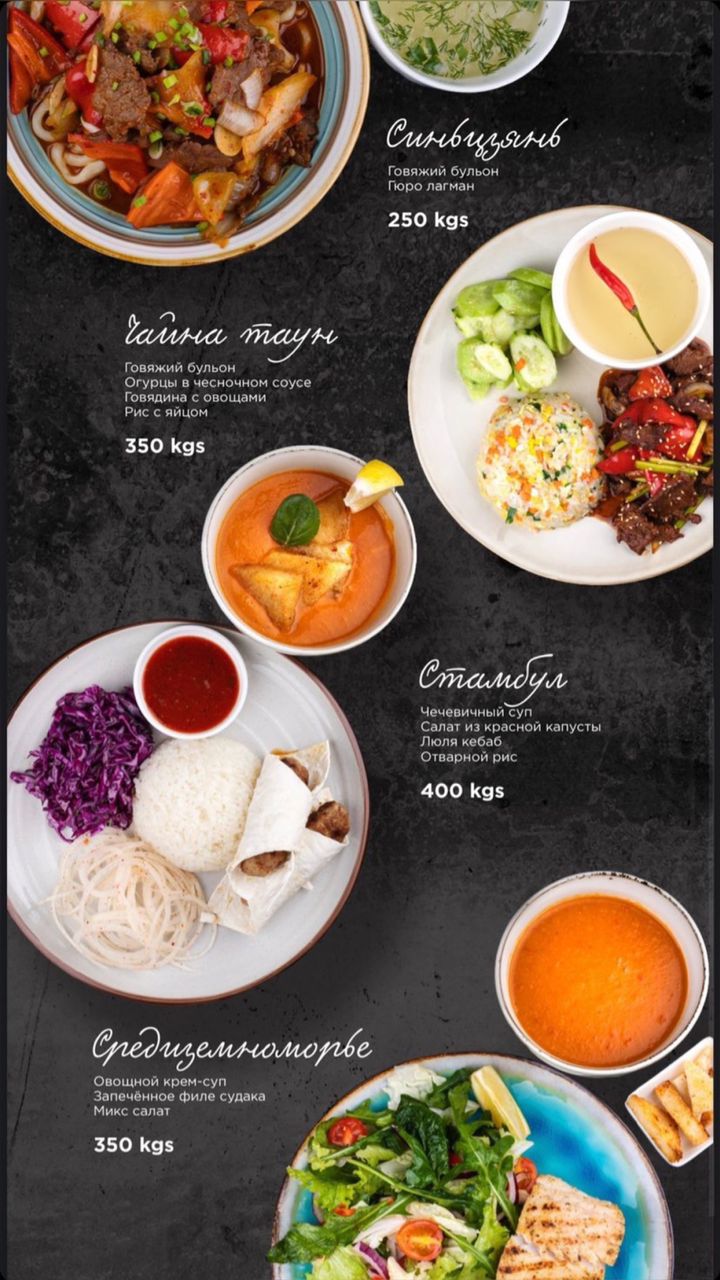 Синьцзянь
Говяжий бульон
Гюро лагман
250 kgs
Чайна таун
Говяжий бульон
Огурцы в чесночном соусе
Говядина с овощами
Рис с яйцом
350 kgs
Стамбул
Чечевичный суп
Салат из красной капусты
Люля кебаб
Отварной рис
400 kgs
Средиземноморье
Овощной крем-суп
Запечённое филе судака
Микс салат
350 kgs